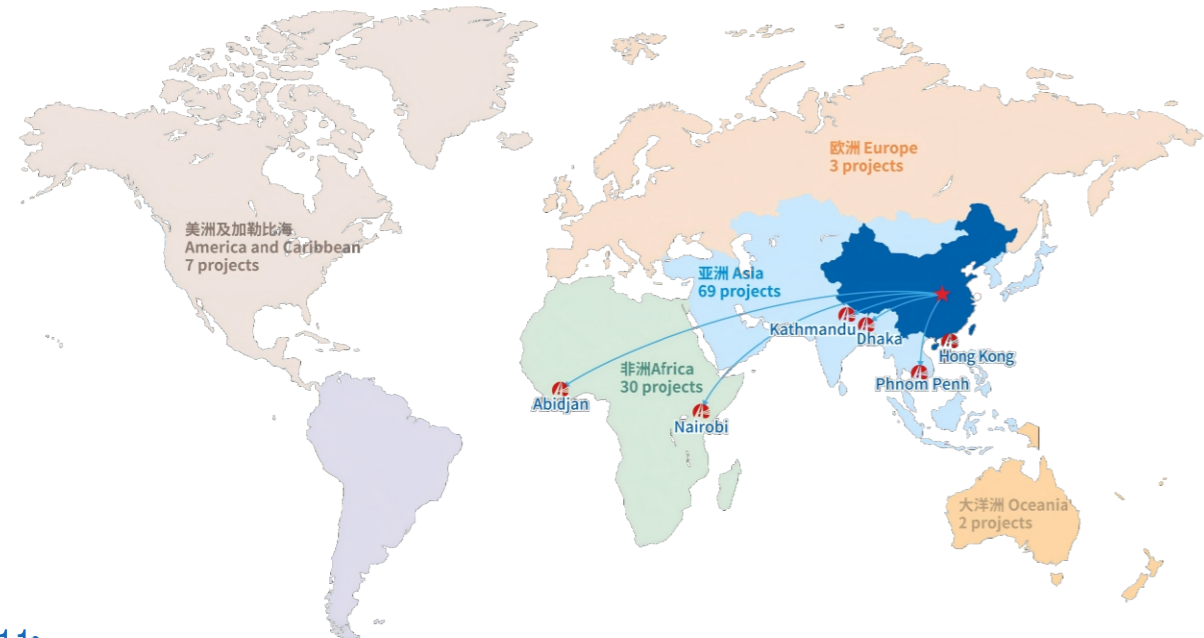 欧洲 Europe
3 projects
美洲及加勒比海
America and Caribbean
7 projects
亚洲 Asia
69 projects
Kathmandu
Dhaka
Hong Kong
非洲Africa
30 projects
Phnom Penh
Abidjan
Nairobi
大洋洲 Oceania
2 projects